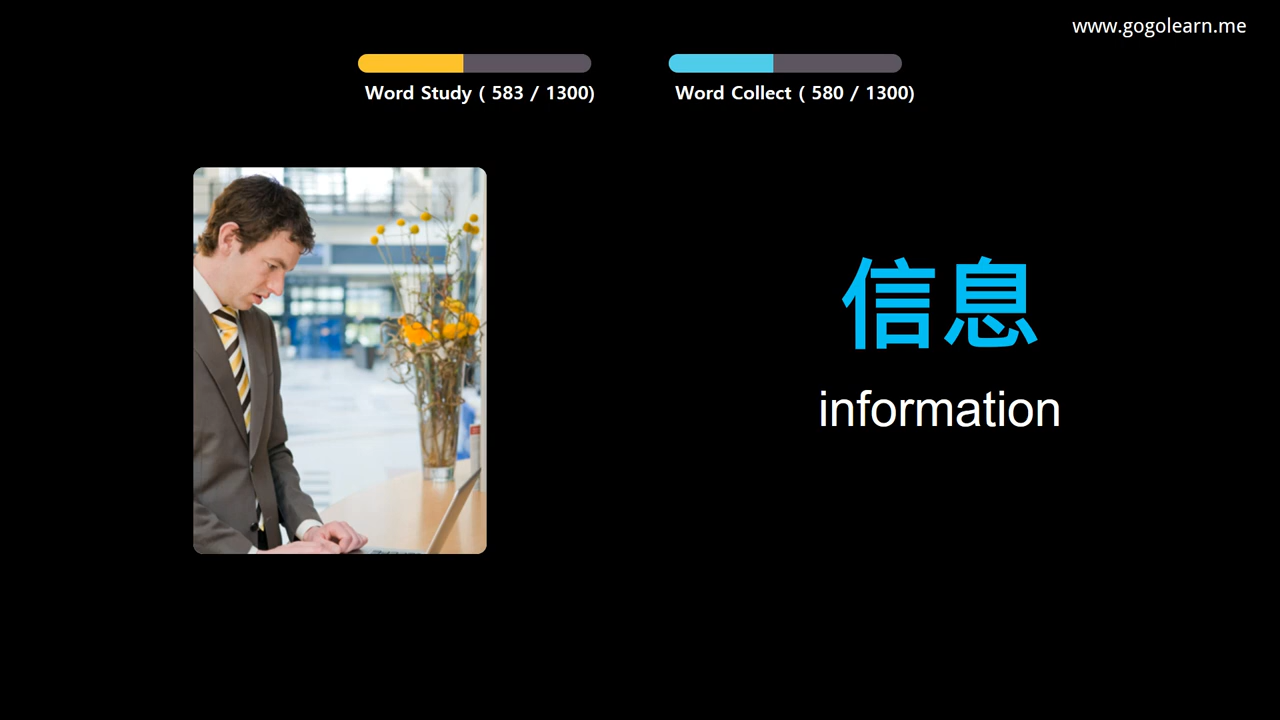 www.gogolearn.me
Word Study ( 583 / 1300)
Word Collect ( 580 / 1300)
信息
information